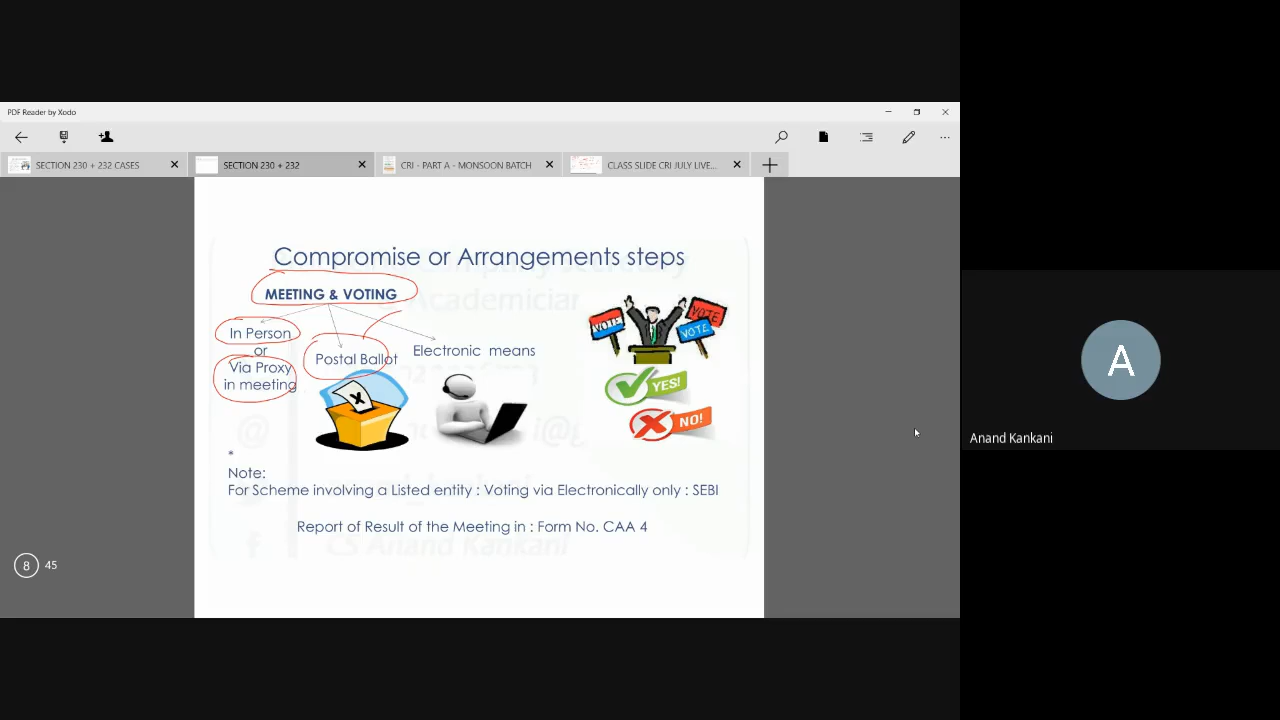 PDF Reader by Xodo
SECTION 230 + 232 CASES
SECTION 230 + 232
CRI - PART A - MONSOON BATCH
CLASS SLIDE CRI JULY LIVE...
Compromise or Arrangements steps
MEETING & VOTING
In Person
or
Via Proxy
in meeting
Postal Ballot
Electronic means
X
VOTE
VOTE
VOTE
YES!
NO!
*
Note:
For Scheme involving a Listed entity : Voting via Electronically only : SEBI
Report of Result of the Meeting in : Form No. CAA 4
CS Anand Kankani
8 45
A
Anand Kankani